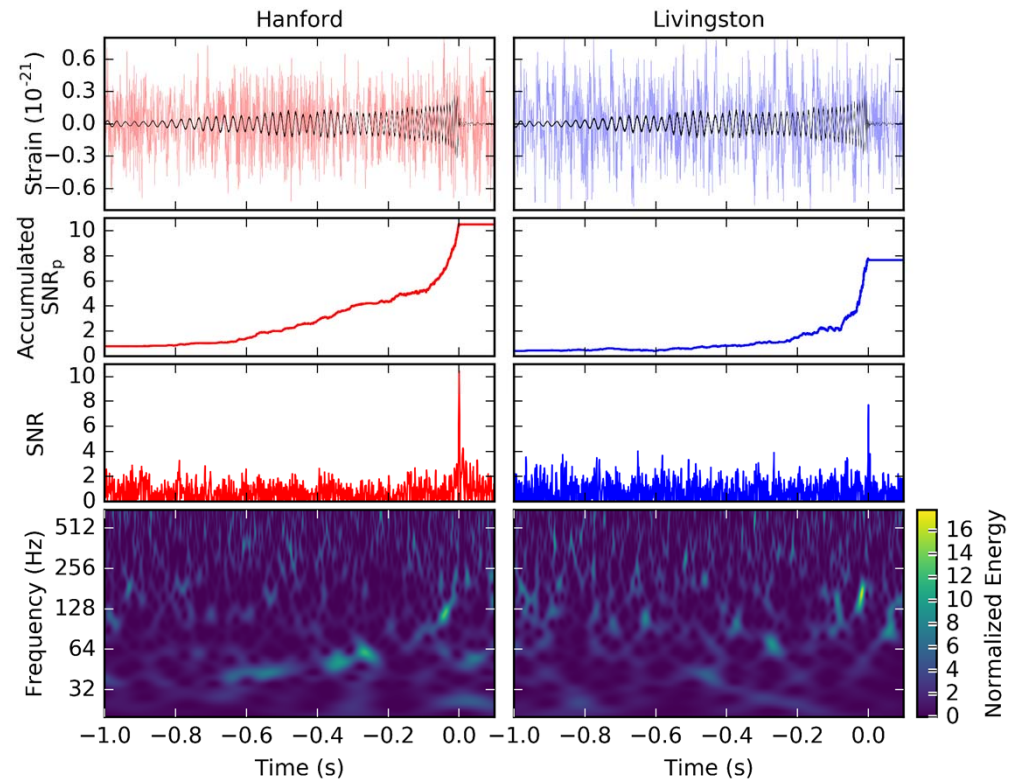 Hanford
Livingston
Strain (10⁻²¹)
0.6
0.3
0.0
−0.3
−0.6
Accumulated
SNRₚ
10
8
6
4
2
0
SNR
10
8
6
4
2
0
Frequency (Hz)
512
256
128
64
32
−1.0 −0.8 −0.6 −0.4 −0.2 0.0
Time (s)
−1.0 −0.8 −0.6 −0.4 −0.2 0.0
Time (s)
16
14
12
10
8
6
4
2
0
Normalized Energy